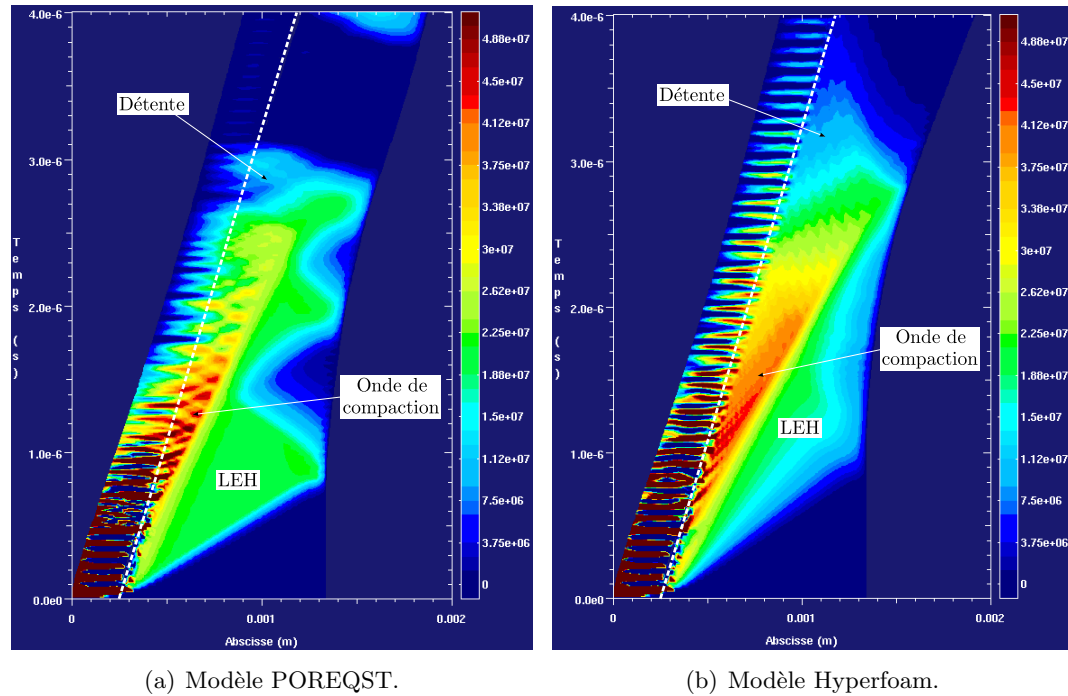 4.0e-6
3.0e-6
2.0e-6
1.0e-6
0.0e0
Temps (s)
0
0.001
0.002
Abscisse (m)
Détente
Onde de
compaction
LEH
4.88e+07
4.5e+07
4.12e+07
3.75e+07
3.38e+07
3e+07
2.62e+07
2.25e+07
1.88e+07
1.5e+07
1.12e+07
7.5e+06
3.75e+06
0
(a) Modèle POREQST.
4.0e-6
3.0e-6
2.0e-6
1.0e-6
0.0e0
Temps (s)
0
0.001
0.002
Abscisse (m)
Détente
Onde de
compaction
LEH
4.88e+07
4.5e+07
4.12e+07
3.75e+07
3.38e+07
3e+07
2.62e+07
2.25e+07
1.88e+07
1.5e+07
1.12e+07
7.5e+06
3.75e+06
0
(b) Modèle Hyperfoam.